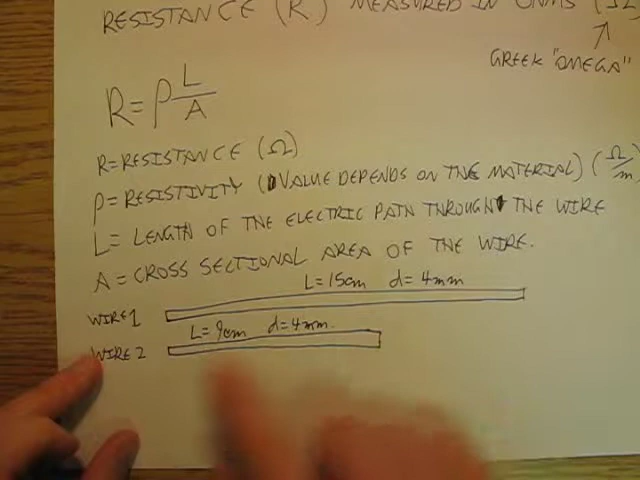 RESISTANCE (R) MEASURED IN OHMS (Ω
GREEK "OMEGA"
R=ρL/A
R=RESISTANCE (Ω)
ρ=RESISTIVITY (VALUE DEPENDS ON THE MATERIAL) (Ω/m
L= LENGTH OF THE ELECTRIC PATH THROUGH THE WIRE
A = CROSS SECTIONAL AREA OF THE WIRE.
L=15cm d=4mm
WIRE 1
L=9cm d=4mm.
WIRE 2